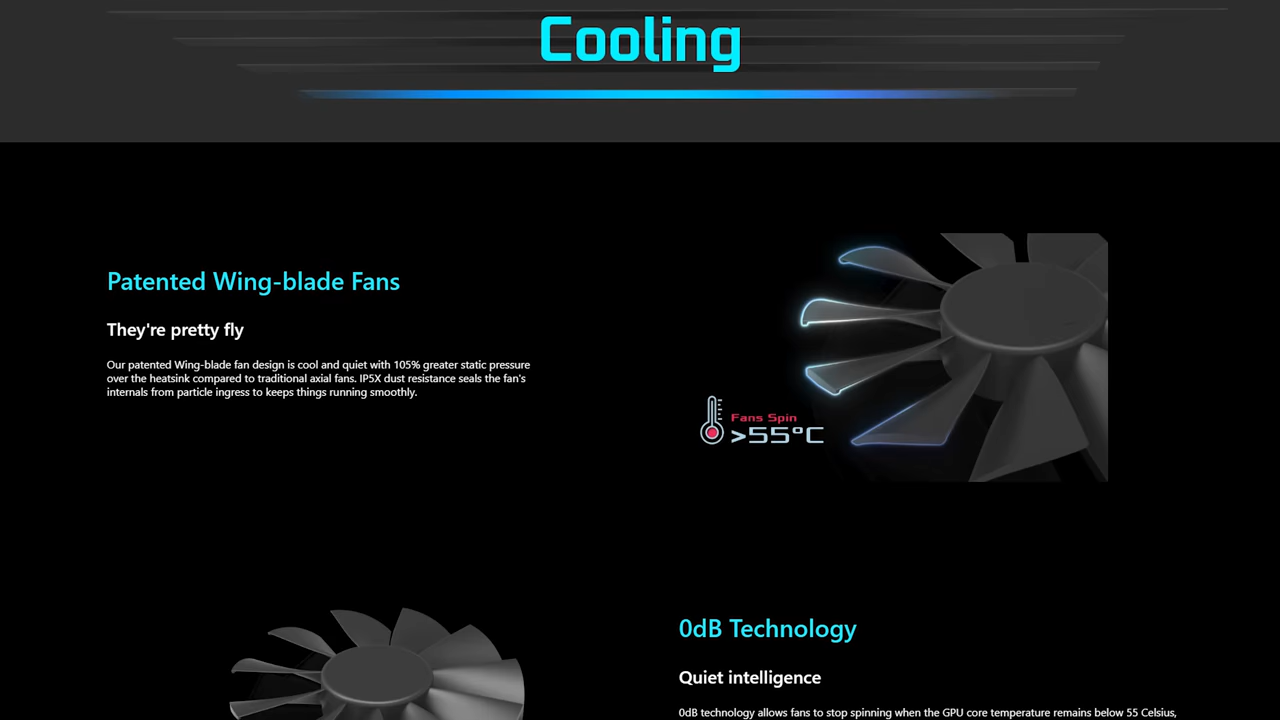 Cooling
Patented Wing-blade Fans
They're pretty fly
Our patented Wing-blade fan design is cool and quiet with 105% greater static pressure
over the heatsink compared to traditional axial fans. IP5X dust resistance seals the fan's
internals from particle ingress to keeps things running smoothly.
Fans Spin
>55°C
0dB Technology
Quiet intelligence
0dB technology allows fans to stop spinning when the GPU core temperature remains below 55 Celsius,